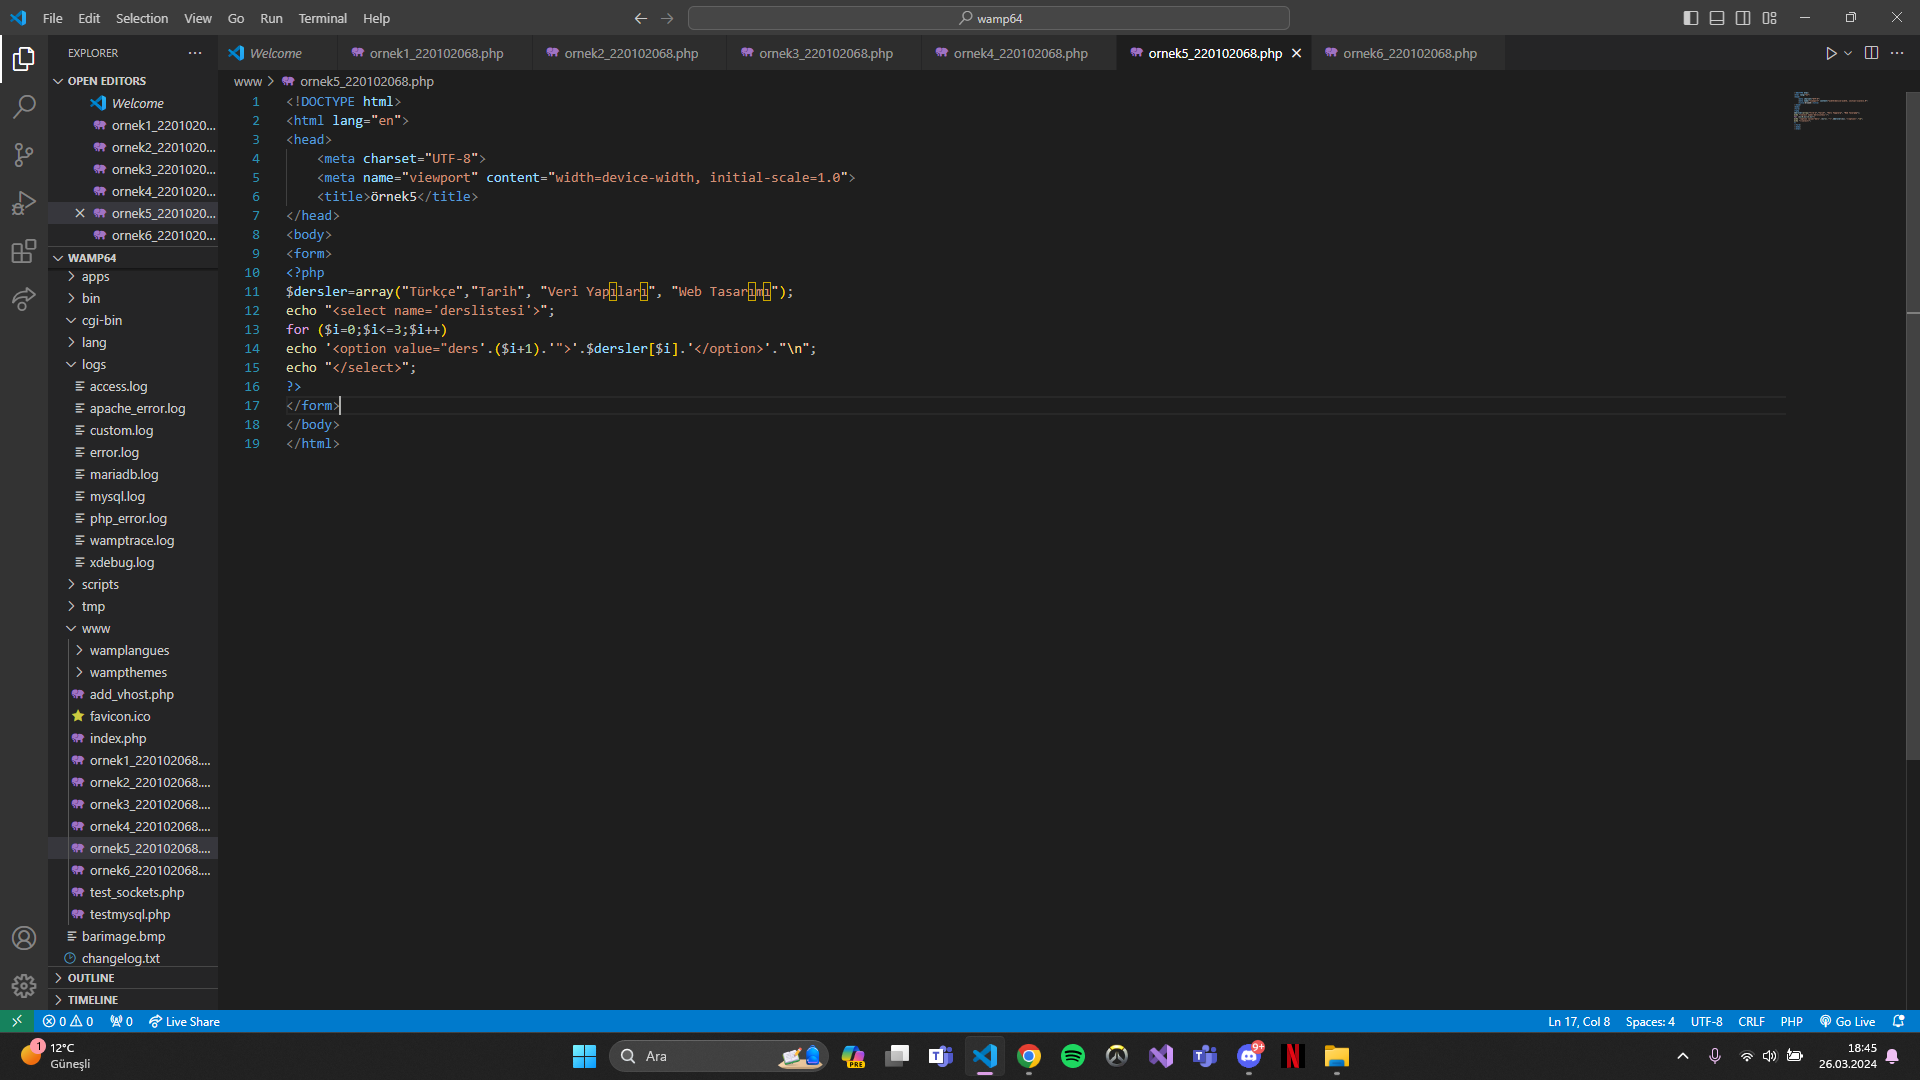 File Edit Selection View Go Run Terminal Help
wamp64
EXPLORER
Welcome
ornek1_220102068.php
ornek2_220102068.php
ornek3_220102068.php
ornek4_220102068.php
ornek5_220102068.php
ornek6_220102068.php
OPEN EDITORS
Welcome
ornek1_2201020...
ornek2_2201020...
ornek3_2201020...
ornek4_2201020...
ornek5_2201020...
ornek6_2201020...
WAMP64
apps
bin
cgi-bin
lang
logs
access.log
apache_error.log
custom.log
error.log
mariadb.log
mysql.log
php_error.log
wamptrace.log
xdebug.log
scripts
tmp
www
wamplangues
wampthemes
add_vhost.php
favicon.ico
index.php
ornek1_220102068....
ornek2_220102068....
ornek3_220102068....
ornek4_220102068....
ornek5_220102068....
ornek6_220102068....
test_sockets.php
testmysql.php
barimage.bmp
changelog.txt
OUTLINE
TIMELINE
www > ornek5_220102068.php
1 <!DOCTYPE html>
2 <html lang="en">
3 <head>
4 <meta charset="UTF-8">
5 <meta name="viewport" content="width=device-width, initial-scale=1.0">
6 <title>örnek5</title>
7 </head>
8 <body>
9 <form>
10 <?php
11 $dersler=array("Türkçe","Tarih", "Veri Yapıları", "Web Tasarımı");
12 echo "<select name='derslistesi'>";
13 for ($i=0;$i<=3;$i++)
14 echo '<option value="ders'.($i+1).'">'.$dersler[$i].'</option>'."\n";
15 echo "</select>";
16 ?>
17 </form>
18 </body>
19 </html>
0 0 0 Live Share
Ln 17, Col 8 Spaces: 4 UTF-8 CRLF PHP Go Live
1
12°C
Güneşli
Ara
PRE
9+
N
18:45
26.03.2024